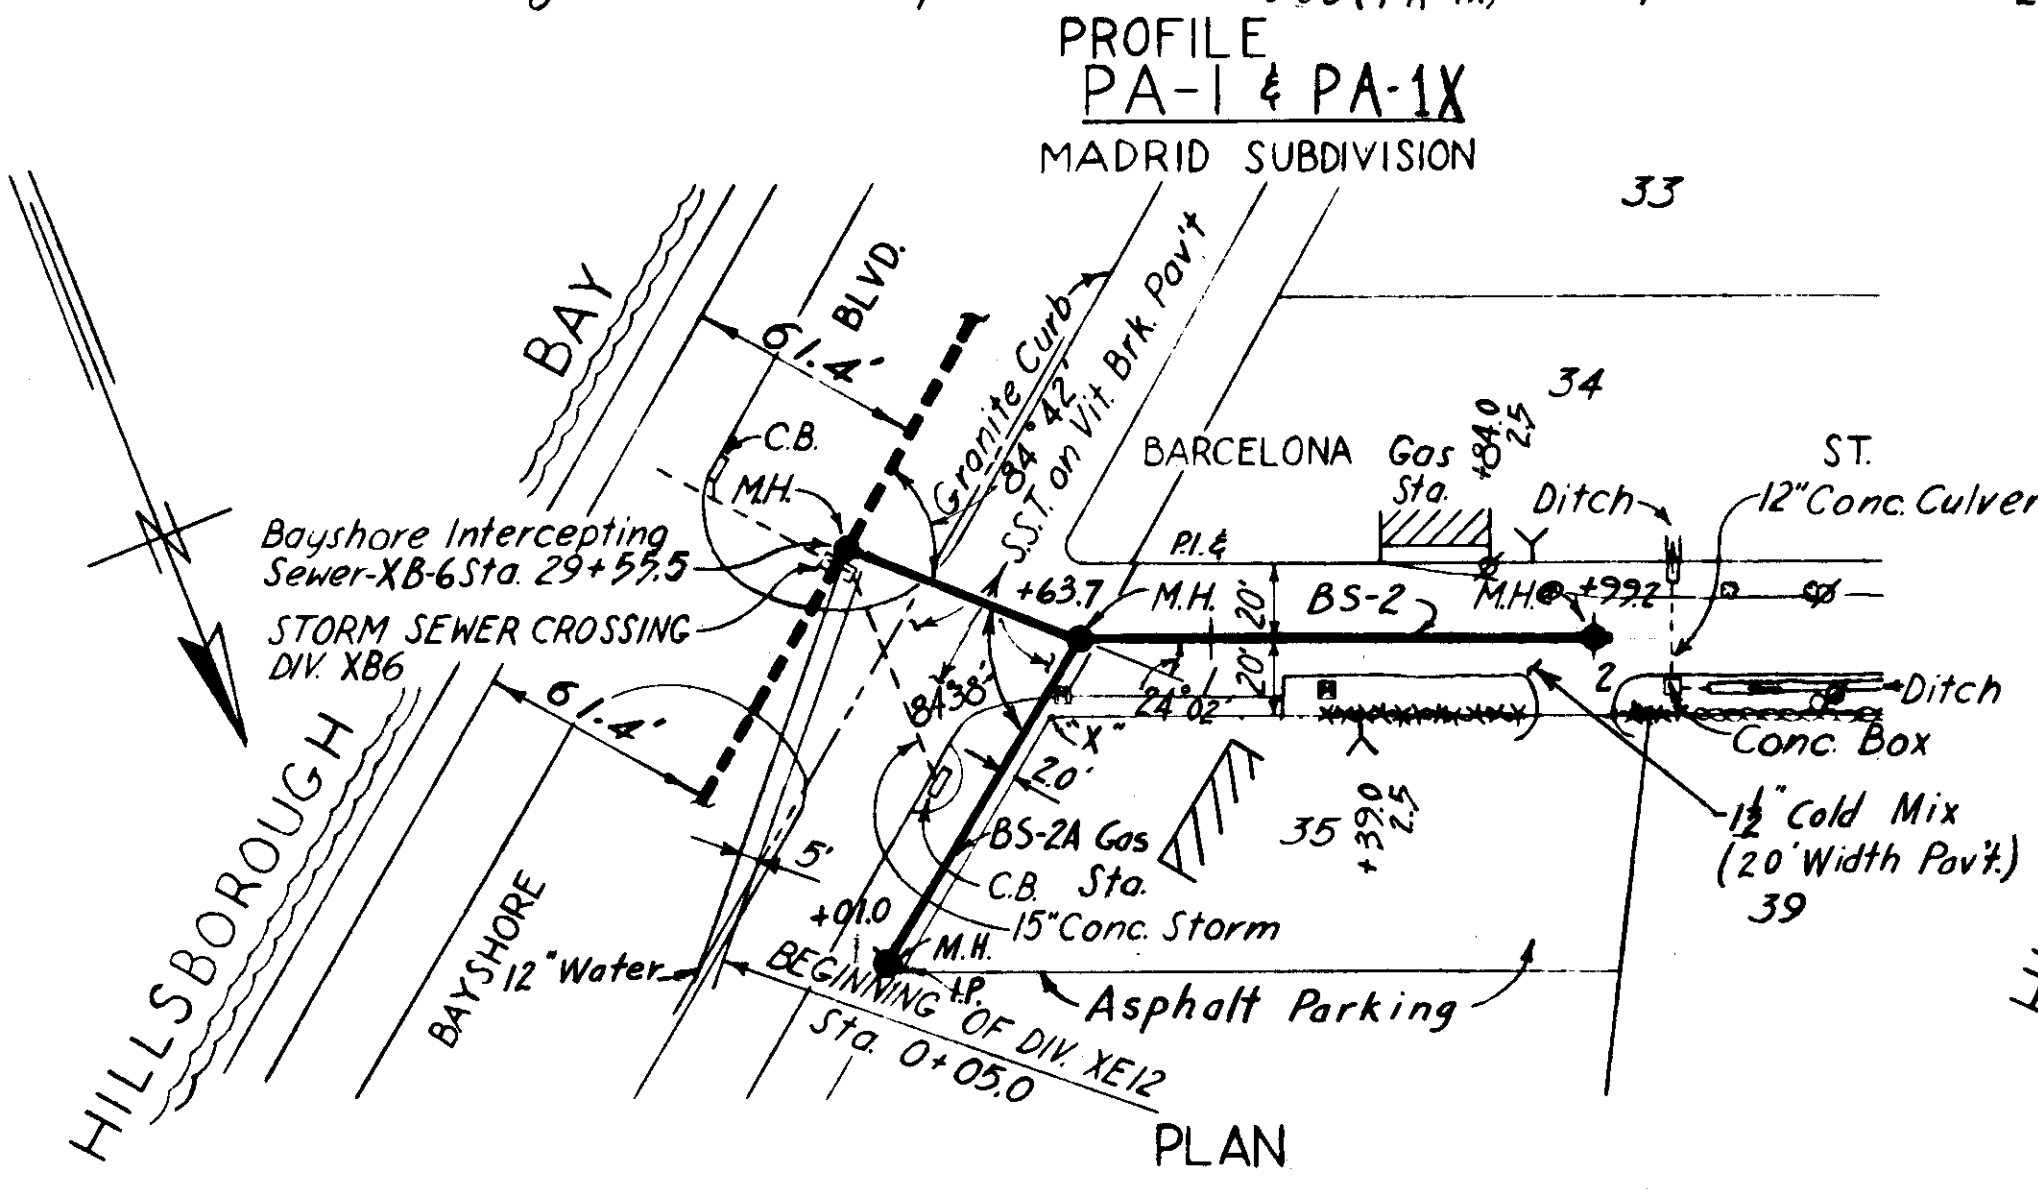 PROFILE
PA-1 & PA-1X
MADRID SUBDIVISION
33
34
BAY
BLVD.
61.4'
Granite Curb
84°42'
S.S.T. on Vit. Brk. Pav't
C.B.
M.H.
BARCELONA
ST.
Gas
Sta.
+84.0
2.5
Ditch
12" Conc. Culver
Bayshore Intercepting
Sewer-XB-6 Sta. 29+55.5
STORM SEWER CROSSING
DIV. XB6
P.I. &
+63.7
M.H.
20'
BS-2
M.H.
+99.2
20'
2
84°38'
24°02'
Ditch
Conc. Box
61.4'
"X"
2.0'
35
+39.0
2.5
1½" Cold Mix
(20' Width Pav't.)
39
HILLSBOROUGH
5'
BS-2A
Gas
Sta.
C.B.
15" Conc. Storm
+01.0
M.H.
I.P.
BAYSHORE
12" Water
BEGINNING OF DIV. XE12
Sta. 0+05.0
Asphalt Parking
PLAN